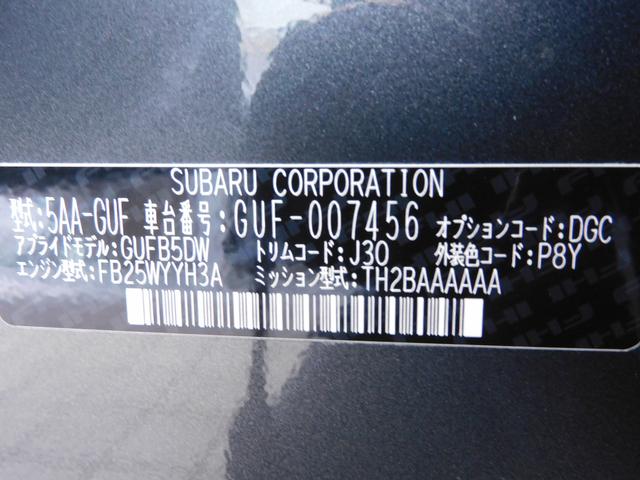 SUBARU CORPORATION
型式:5AA-GUF 車台番号:GUF-007456 オプションコード:DGC
アプライドモデル:GUFB5DW トリムコード:J30 外装色コード:P8Y
エンジン型式:FB25WYYH3A ミッション型式:TH2BAAAAAA